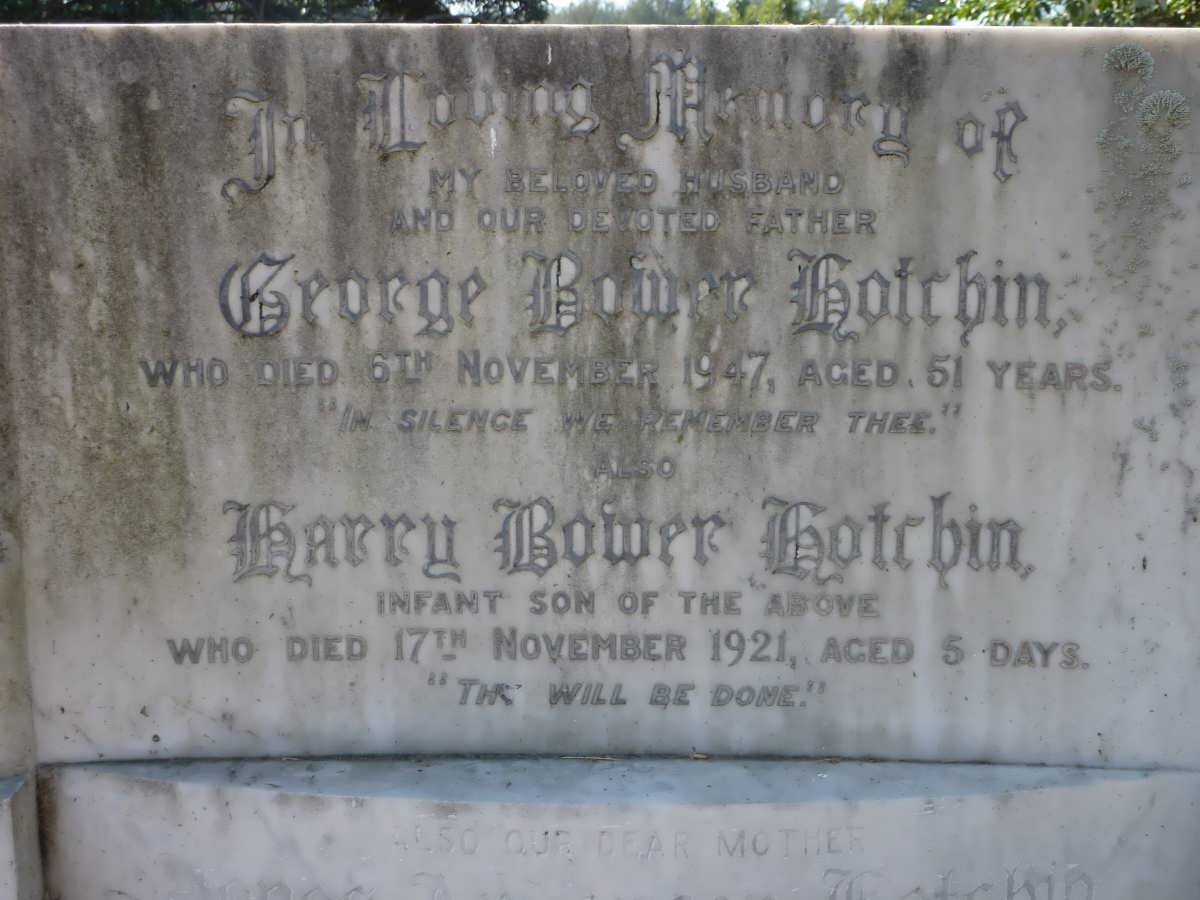 In Loving Memory of
MY BELOVED HUSBAND
AND OUR DEVOTED FATHER
George Bower Hotchin,
WHO DIED 6TH NOVEMBER 1947, AGED 51 YEARS.
"IN SILENCE WE REMEMBER THEE."
ALSO
Harry Bower Hotchin,
INFANT SON OF THE ABOVE
WHO DIED 17TH NOVEMBER 1921, AGED 5 DAYS.
"THY WILL BE DONE."
ALSO OUR DEAR MOTHER
Hotchin